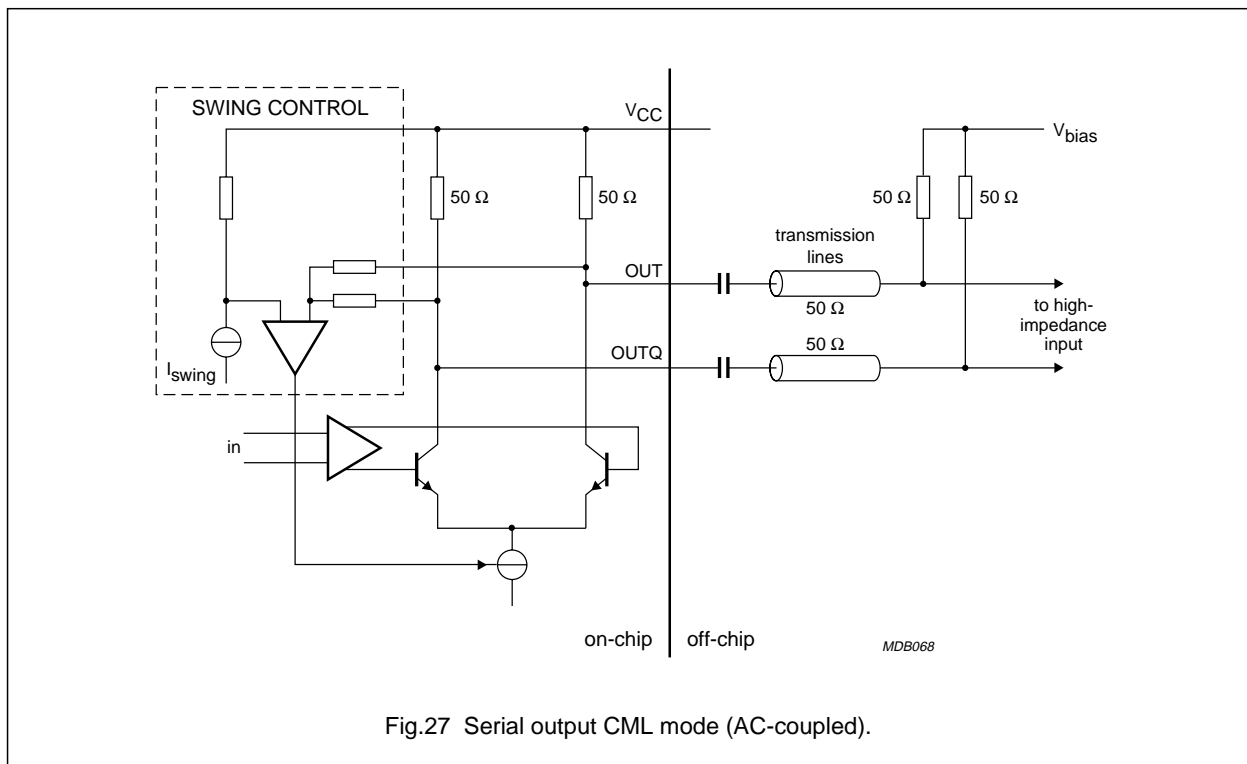 SWING CONTROL
VCC
Vbias
50 Ω
50 Ω
50 Ω
50 Ω
transmission
lines
OUT
50 Ω
to high-
impedance
input
OUTQ
50 Ω
Iswing
in
on-chip
off-chip
MDB068
Fig.27 Serial output CML mode (AC-coupled).